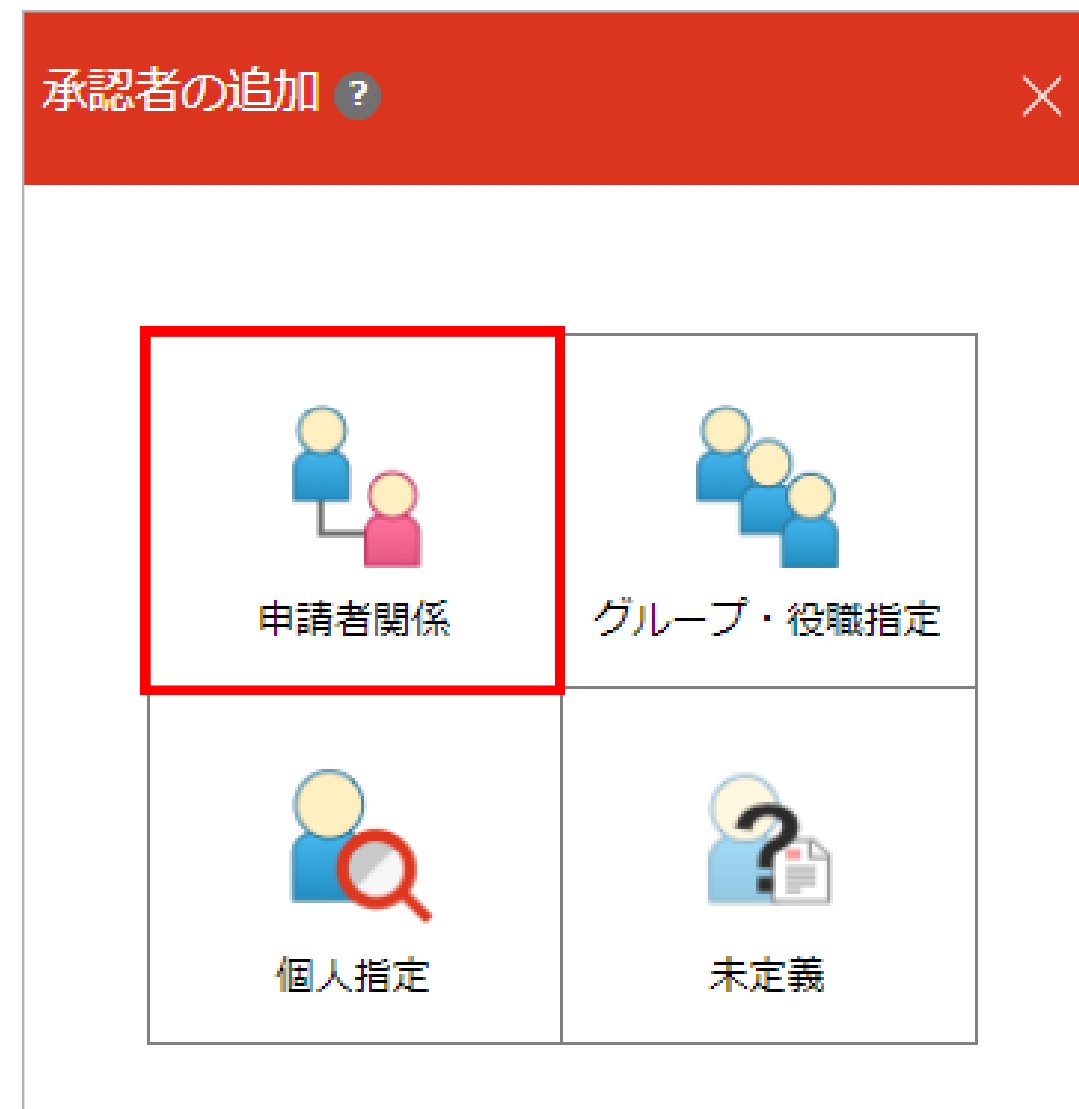 承認者の追加 ?
申請者関係
グループ・役職指定
個人指定
?
未定義